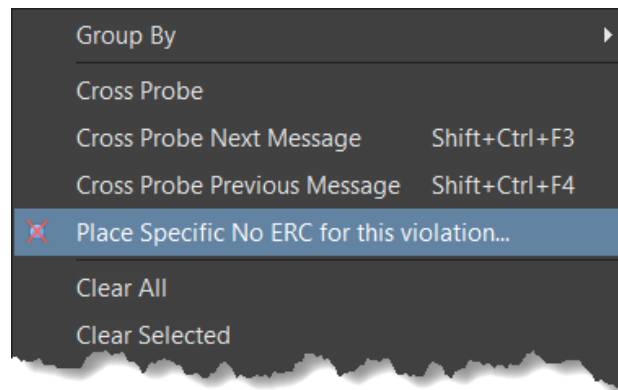 Group By
Cross Probe
Cross Probe Next Message Shift+Ctrl+F3
Cross Probe Previous Message Shift+Ctrl+F4
Place Specific No ERC for this violation...
Clear All
Clear Selected